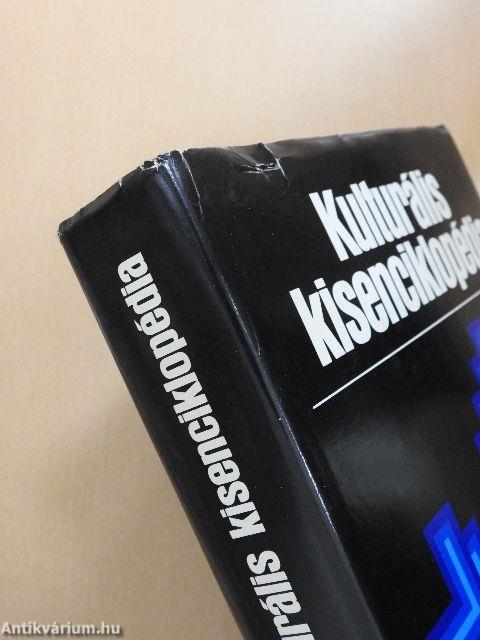 Kulturális
kisenciklopédia
rális kisenciklopédia
Antikvárium.hu